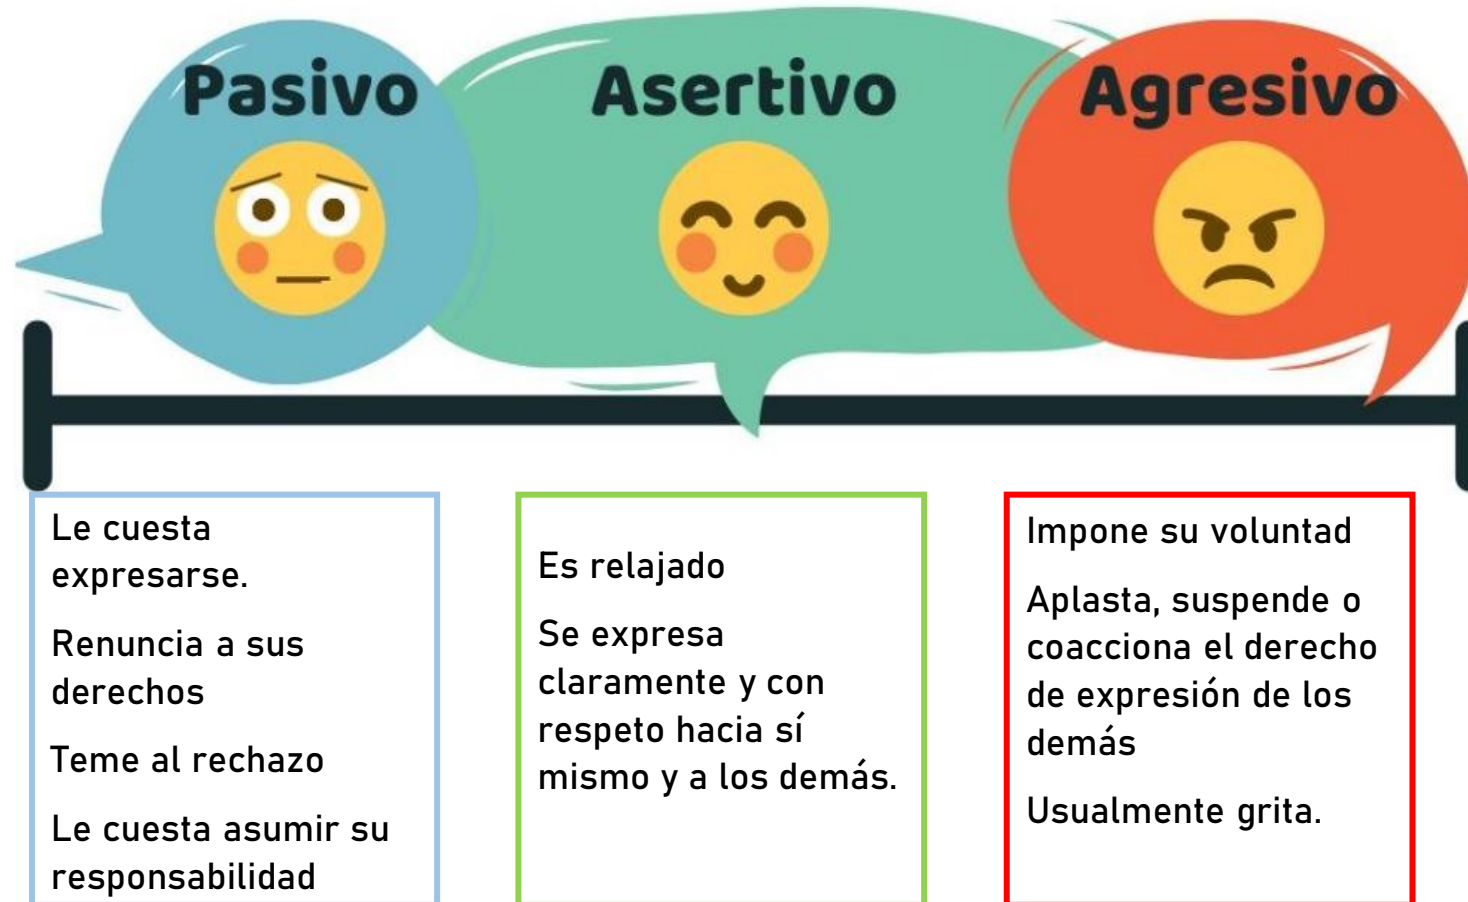 Pasivo
Asertivo
Agresivo
Le cuesta
expresarse.
Renuncia a sus
derechos
Teme al rechazo
Le cuesta asumir su
responsabilidad
Es relajado
Se expresa
claramente y con
respeto hacia sí
mismo y a los demás.
Impone su voluntad
Aplasta, suspende o
coacciona el derecho
de expresión de los
demás
Usualmente grita.